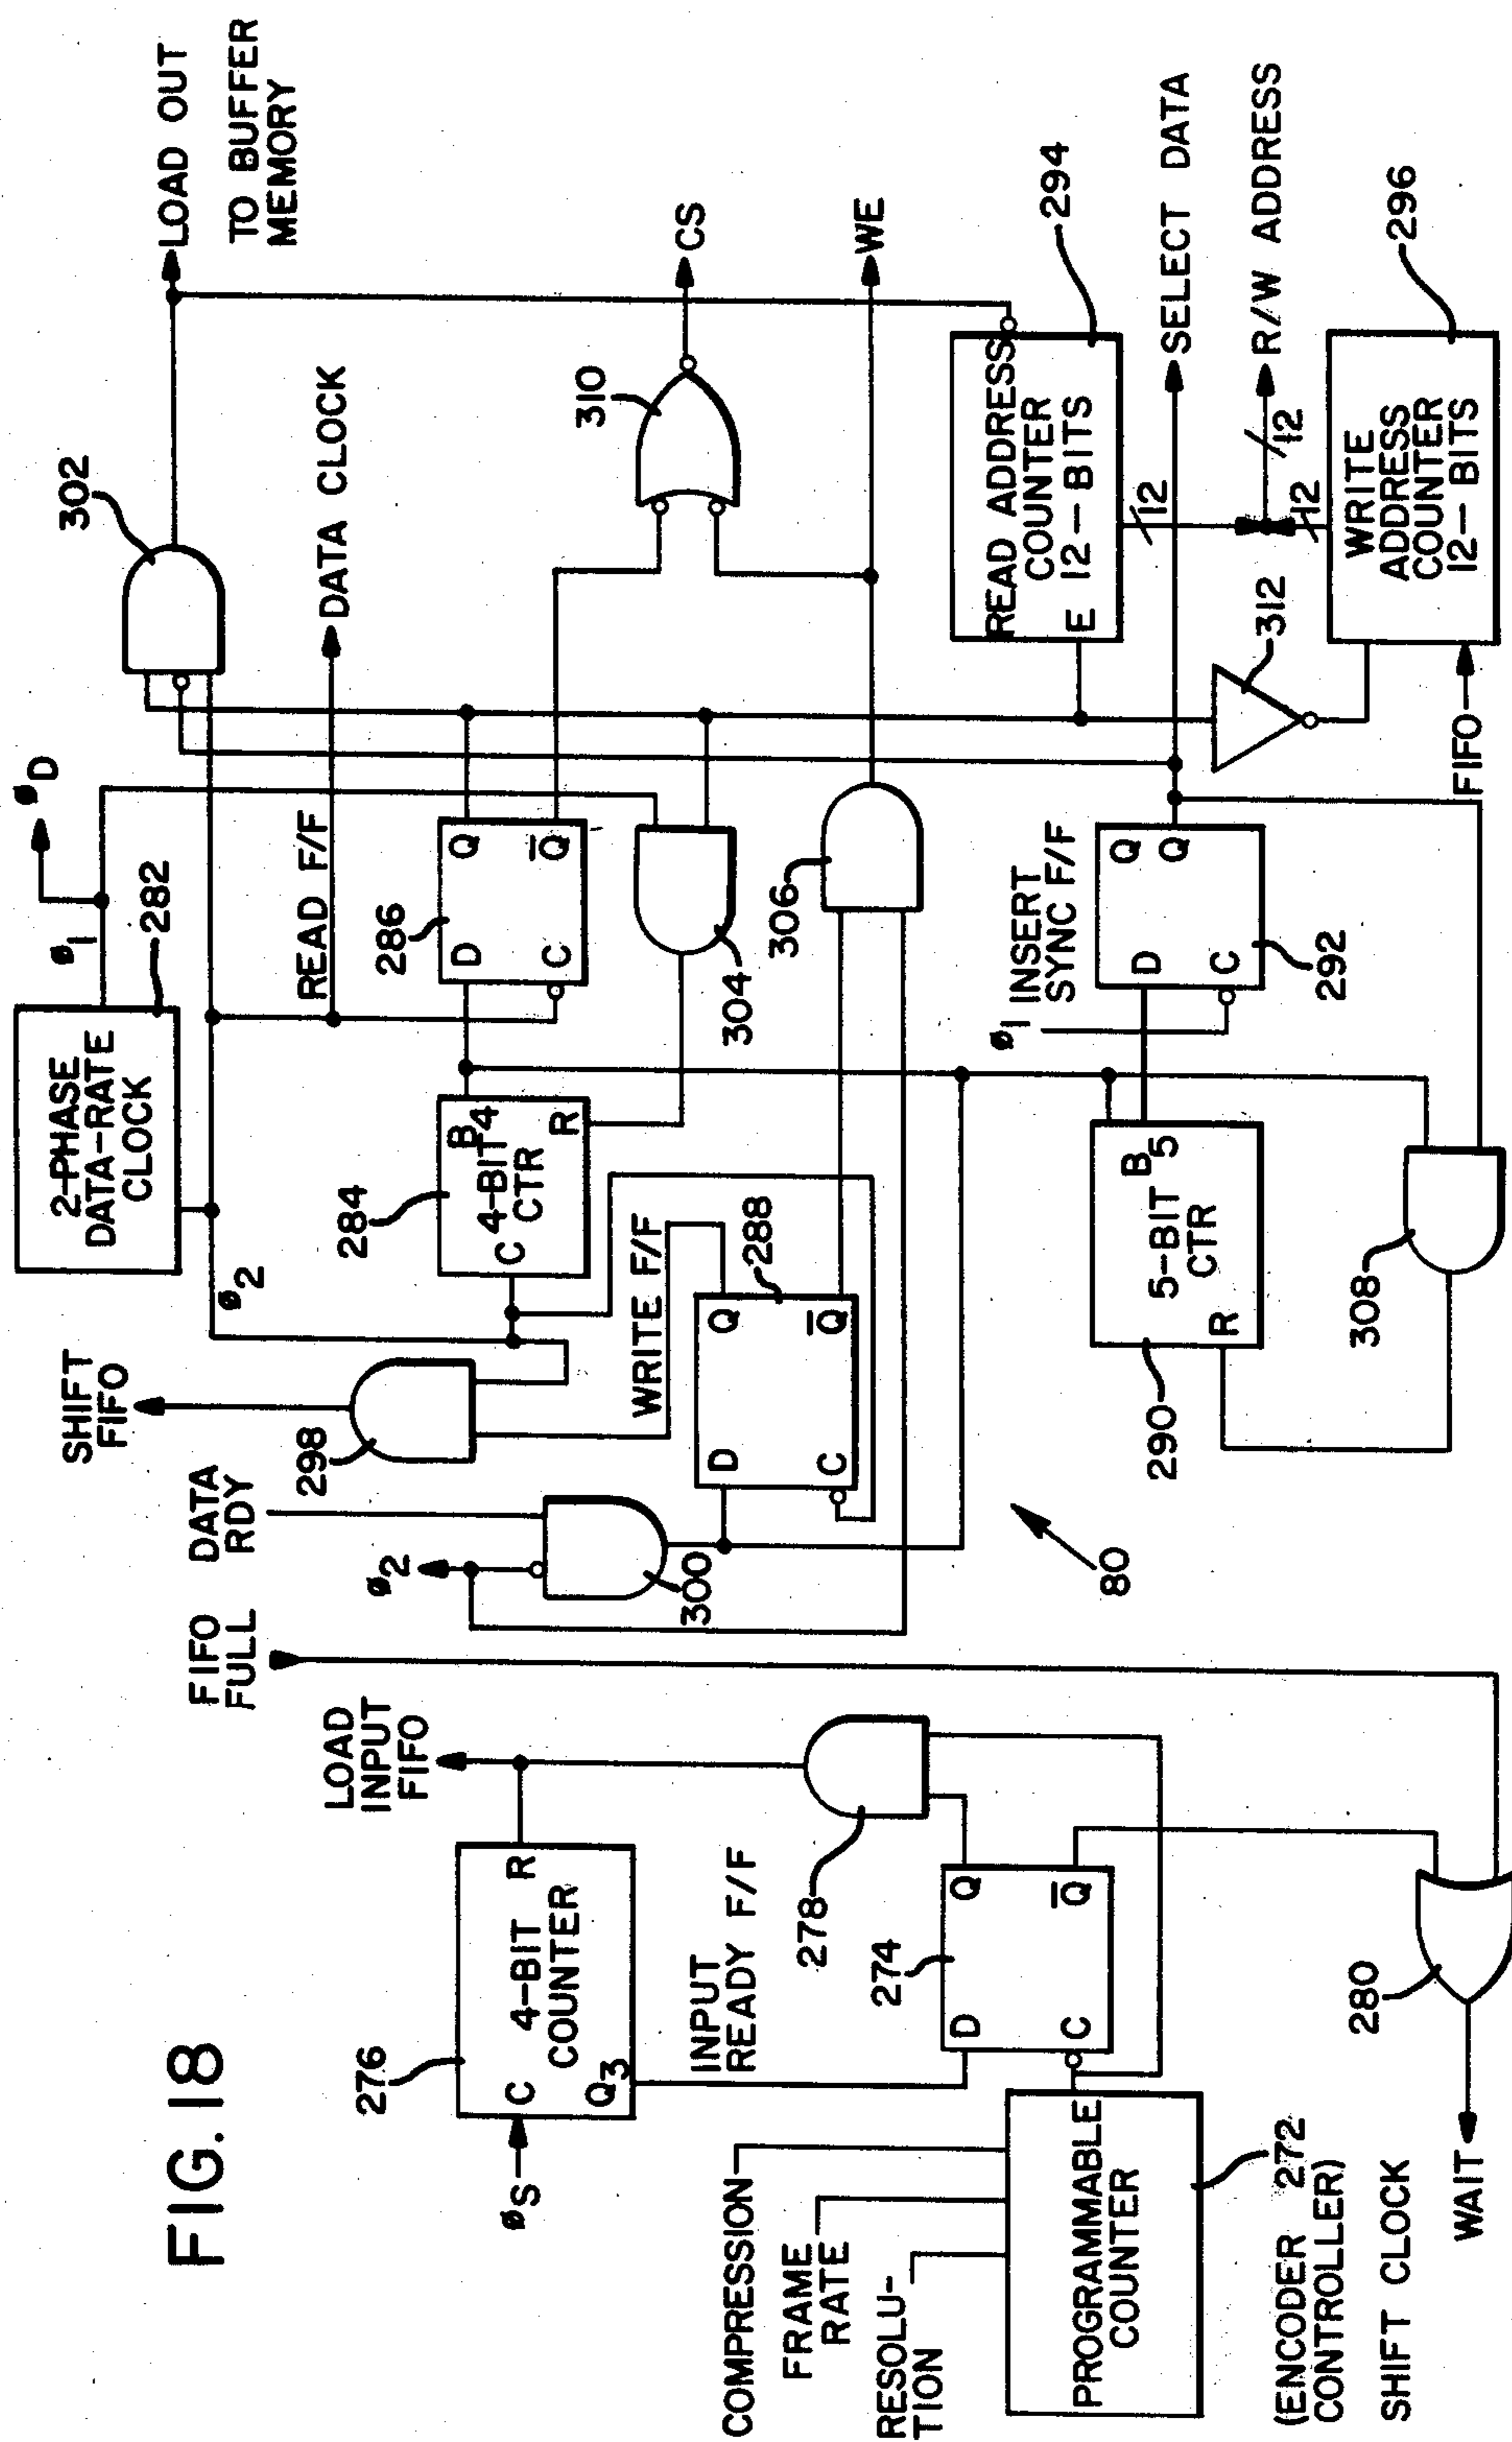 FIG. 18
276
4-BIT
COUNTER
C
Q3
R
øS
LOAD
INPUT
FIFO
FIFO
FULL
INPUT
READY F/F
278
274
D
C
Q
Q̅
COMPRESSION
FRAME
RATE
RESOLU-
TION
PROGRAMMABLE
COUNTER
272
(ENCODER
CONTROLLER)
SHIFT CLOCK
WAIT
280
SHIFT
FIFO
298
DATA
RDY
ø2
300
WRITE F/F
288
D
C
Q
Q̅
80
2-PHASE
DATA-RATE
CLOCK
282
ø1
øD
ø2
284
4-BIT
CTR
B4
C
R
READ F/F
286
D
C
Q
Q̅
304
306
302
LOAD OUT
TO BUFFER
MEMORY
DATA CLOCK
310
CS
WE
290
5-BIT
CTR
B5
R
308
ø1
INSERT
SYNC F/F
292
D
C
Q
Q
READ ADDRESS
COUNTER
12-BITS
E
294
12
SELECT DATA
R/W ADDRESS
12
12
312
WRITE
ADDRESS
COUNTER
12-BITS
296
FIFO